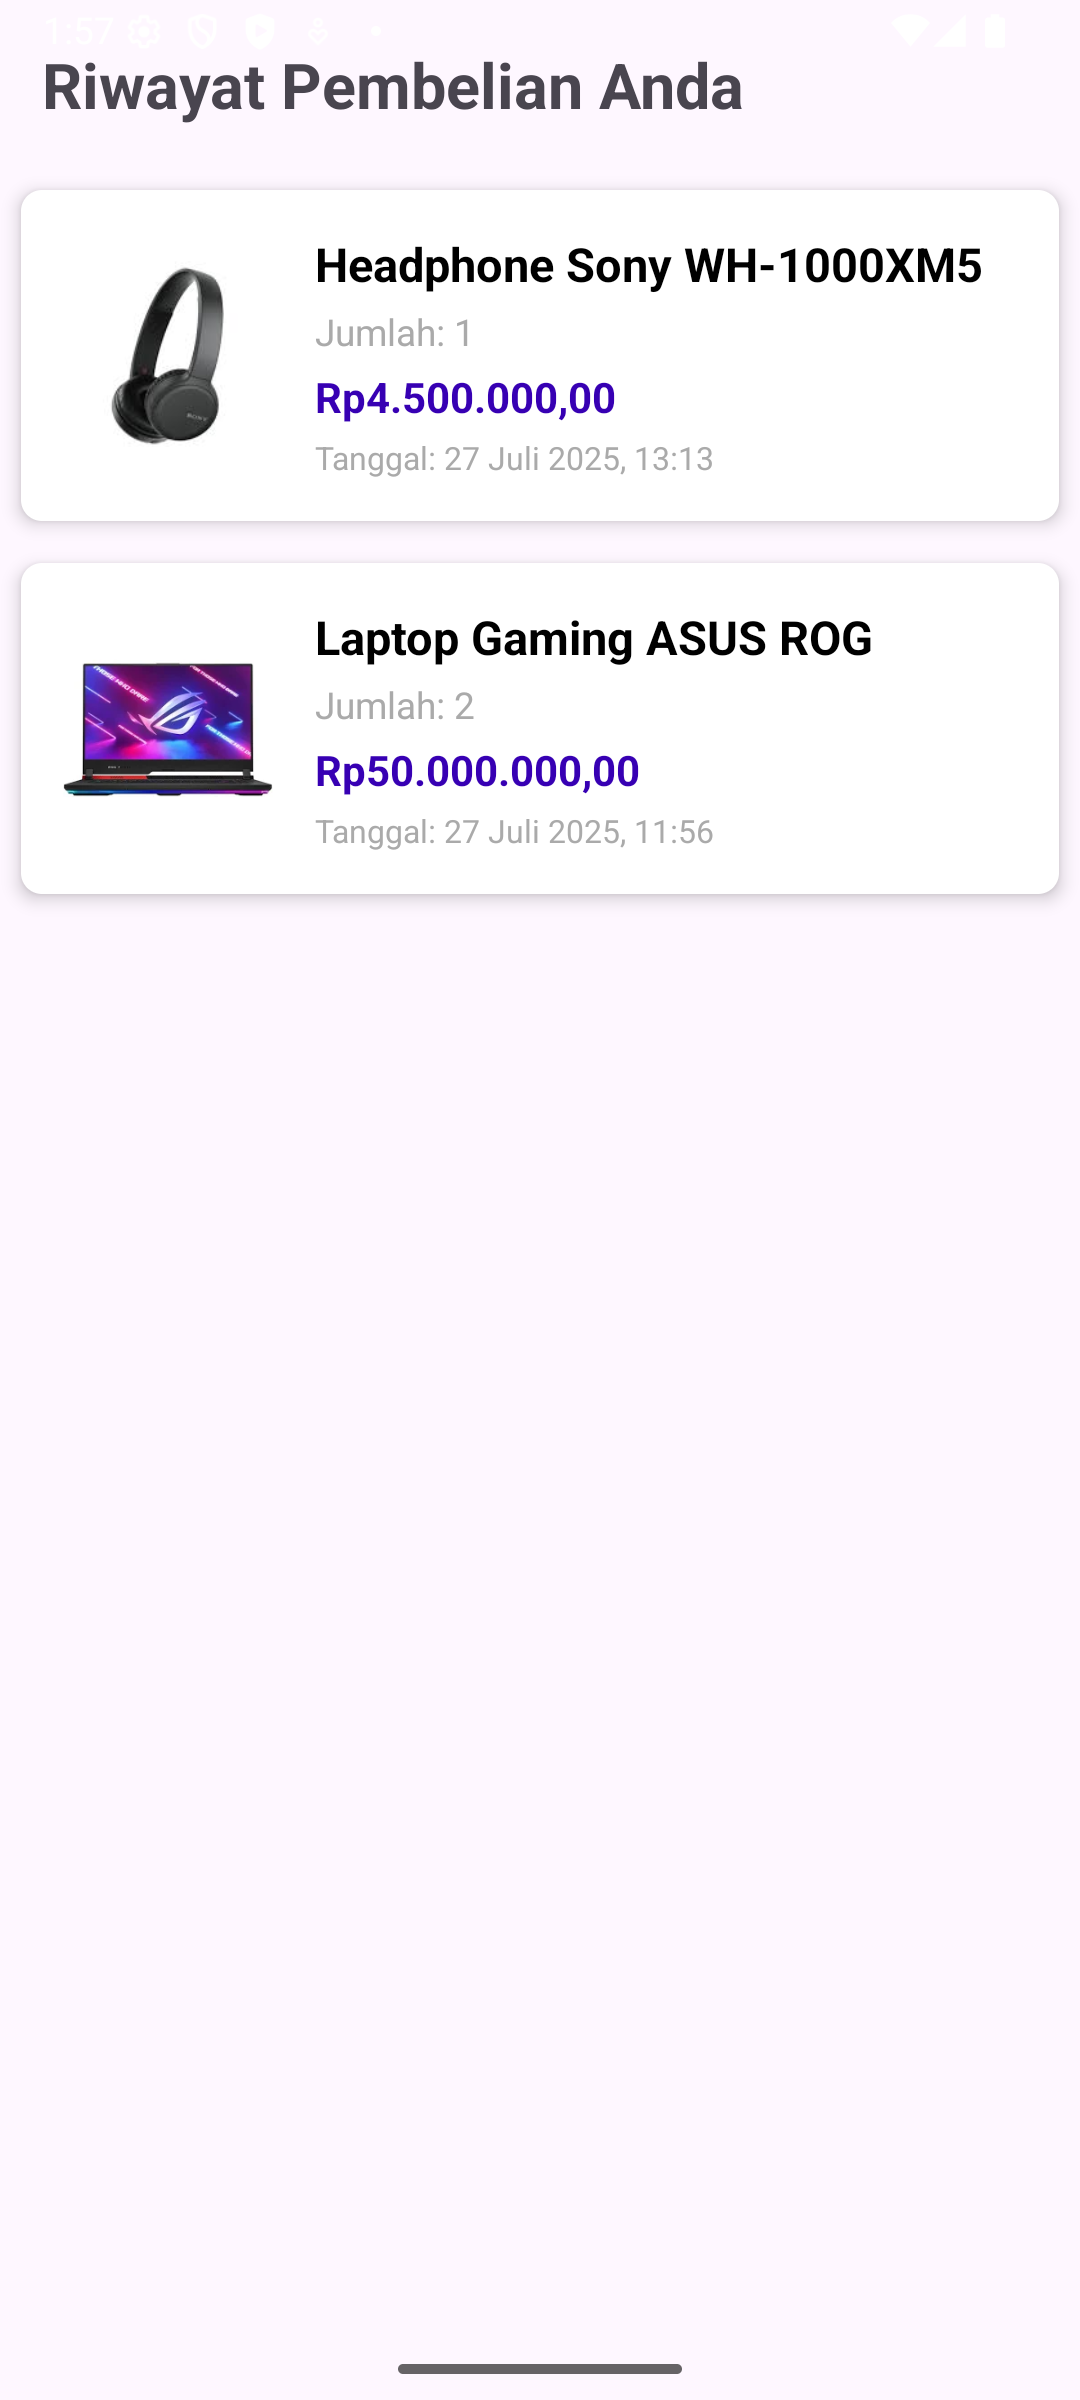 1:57
Riwayat Pembelian Anda
Headphone Sony WH-1000XM5
Jumlah: 1
Rp4.500.000,00
Tanggal: 27 Juli 2025, 13:13
SONY
Laptop Gaming ASUS ROG
Jumlah: 2
Rp50.000.000,00
Tanggal: 27 Juli 2025, 11:56